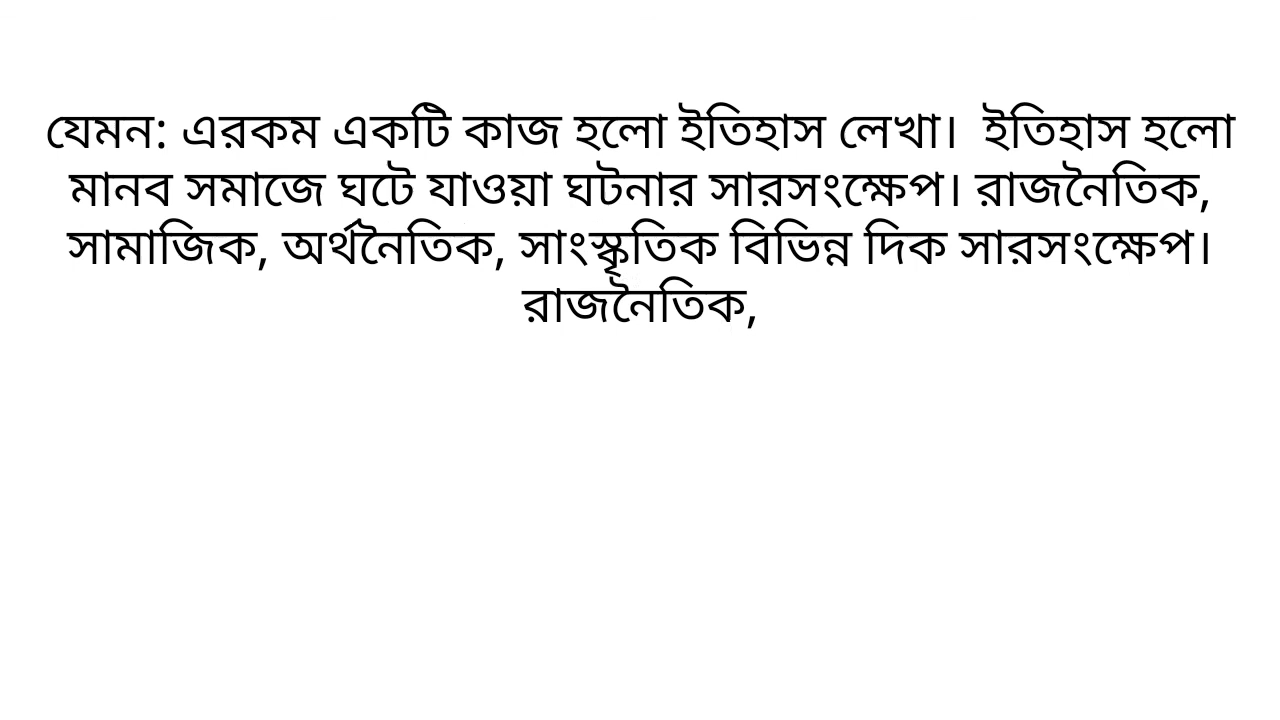 যেমন: এরকম একটি কাজ হলো ইতিহাস লেখা।  ইতিহাস হলো
মানব সমাজে ঘটে যাওয়া ঘটনার সারসংক্ষেপ। রাজনৈতিক,
সামাজিক, অর্থনৈতিক, সাংস্কৃতিক বিভিন্ন দিক সারসংক্ষেপ।
রাজনৈতিক,